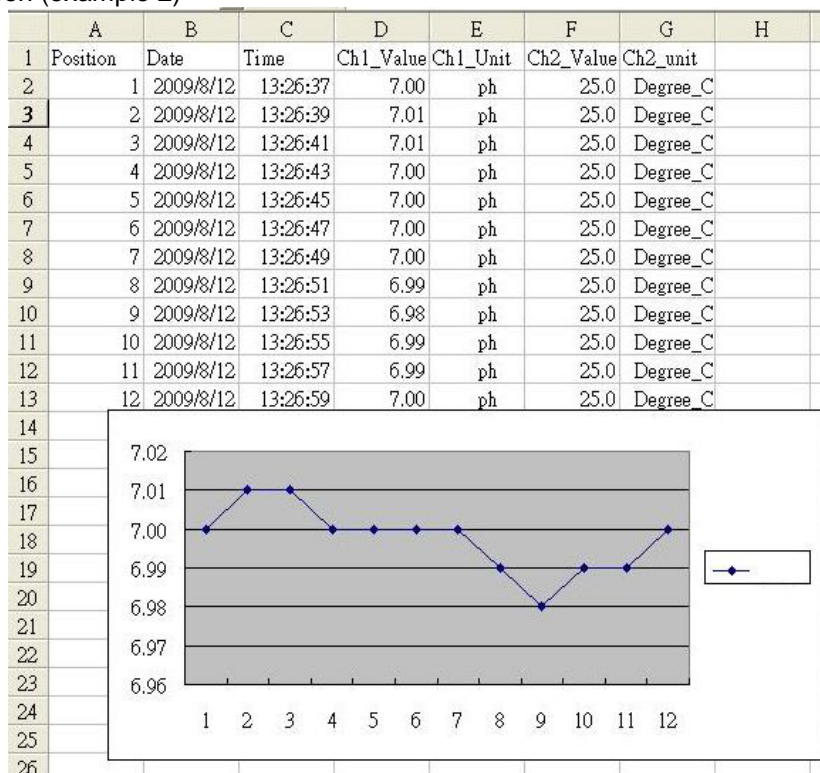 (example 2)
A B C D E F G H
1 Position Date Time Ch1_Value Ch1_Unit Ch2_Value Ch2_unit
2 1 2009/8/12 13:26:37 7.00 ph 25.0 Degree_C
3 2 2009/8/12 13:26:39 7.01 ph 25.0 Degree_C
4 3 2009/8/12 13:26:41 7.01 ph 25.0 Degree_C
5 4 2009/8/12 13:26:43 7.00 ph 25.0 Degree_C
6 5 2009/8/12 13:26:45 7.00 ph 25.0 Degree_C
7 6 2009/8/12 13:26:47 7.00 ph 25.0 Degree_C
8 7 2009/8/12 13:26:49 7.00 ph 25.0 Degree_C
9 8 2009/8/12 13:26:51 6.99 ph 25.0 Degree_C
10 9 2009/8/12 13:26:53 6.98 ph 25.0 Degree_C
11 10 2009/8/12 13:26:55 6.99 ph 25.0 Degree_C
12 11 2009/8/12 13:26:57 6.99 ph 25.0 Degree_C
13 12 2009/8/12 13:26:59 7.00 ph 25.0 Degree_C
14
15 7.02
16 7.01
17
18 7.00
19 6.99
20 6.98
21
22 6.97
23 6.96
24 1 2 3 4 5 6 7 8 9 10 11 12
25
26